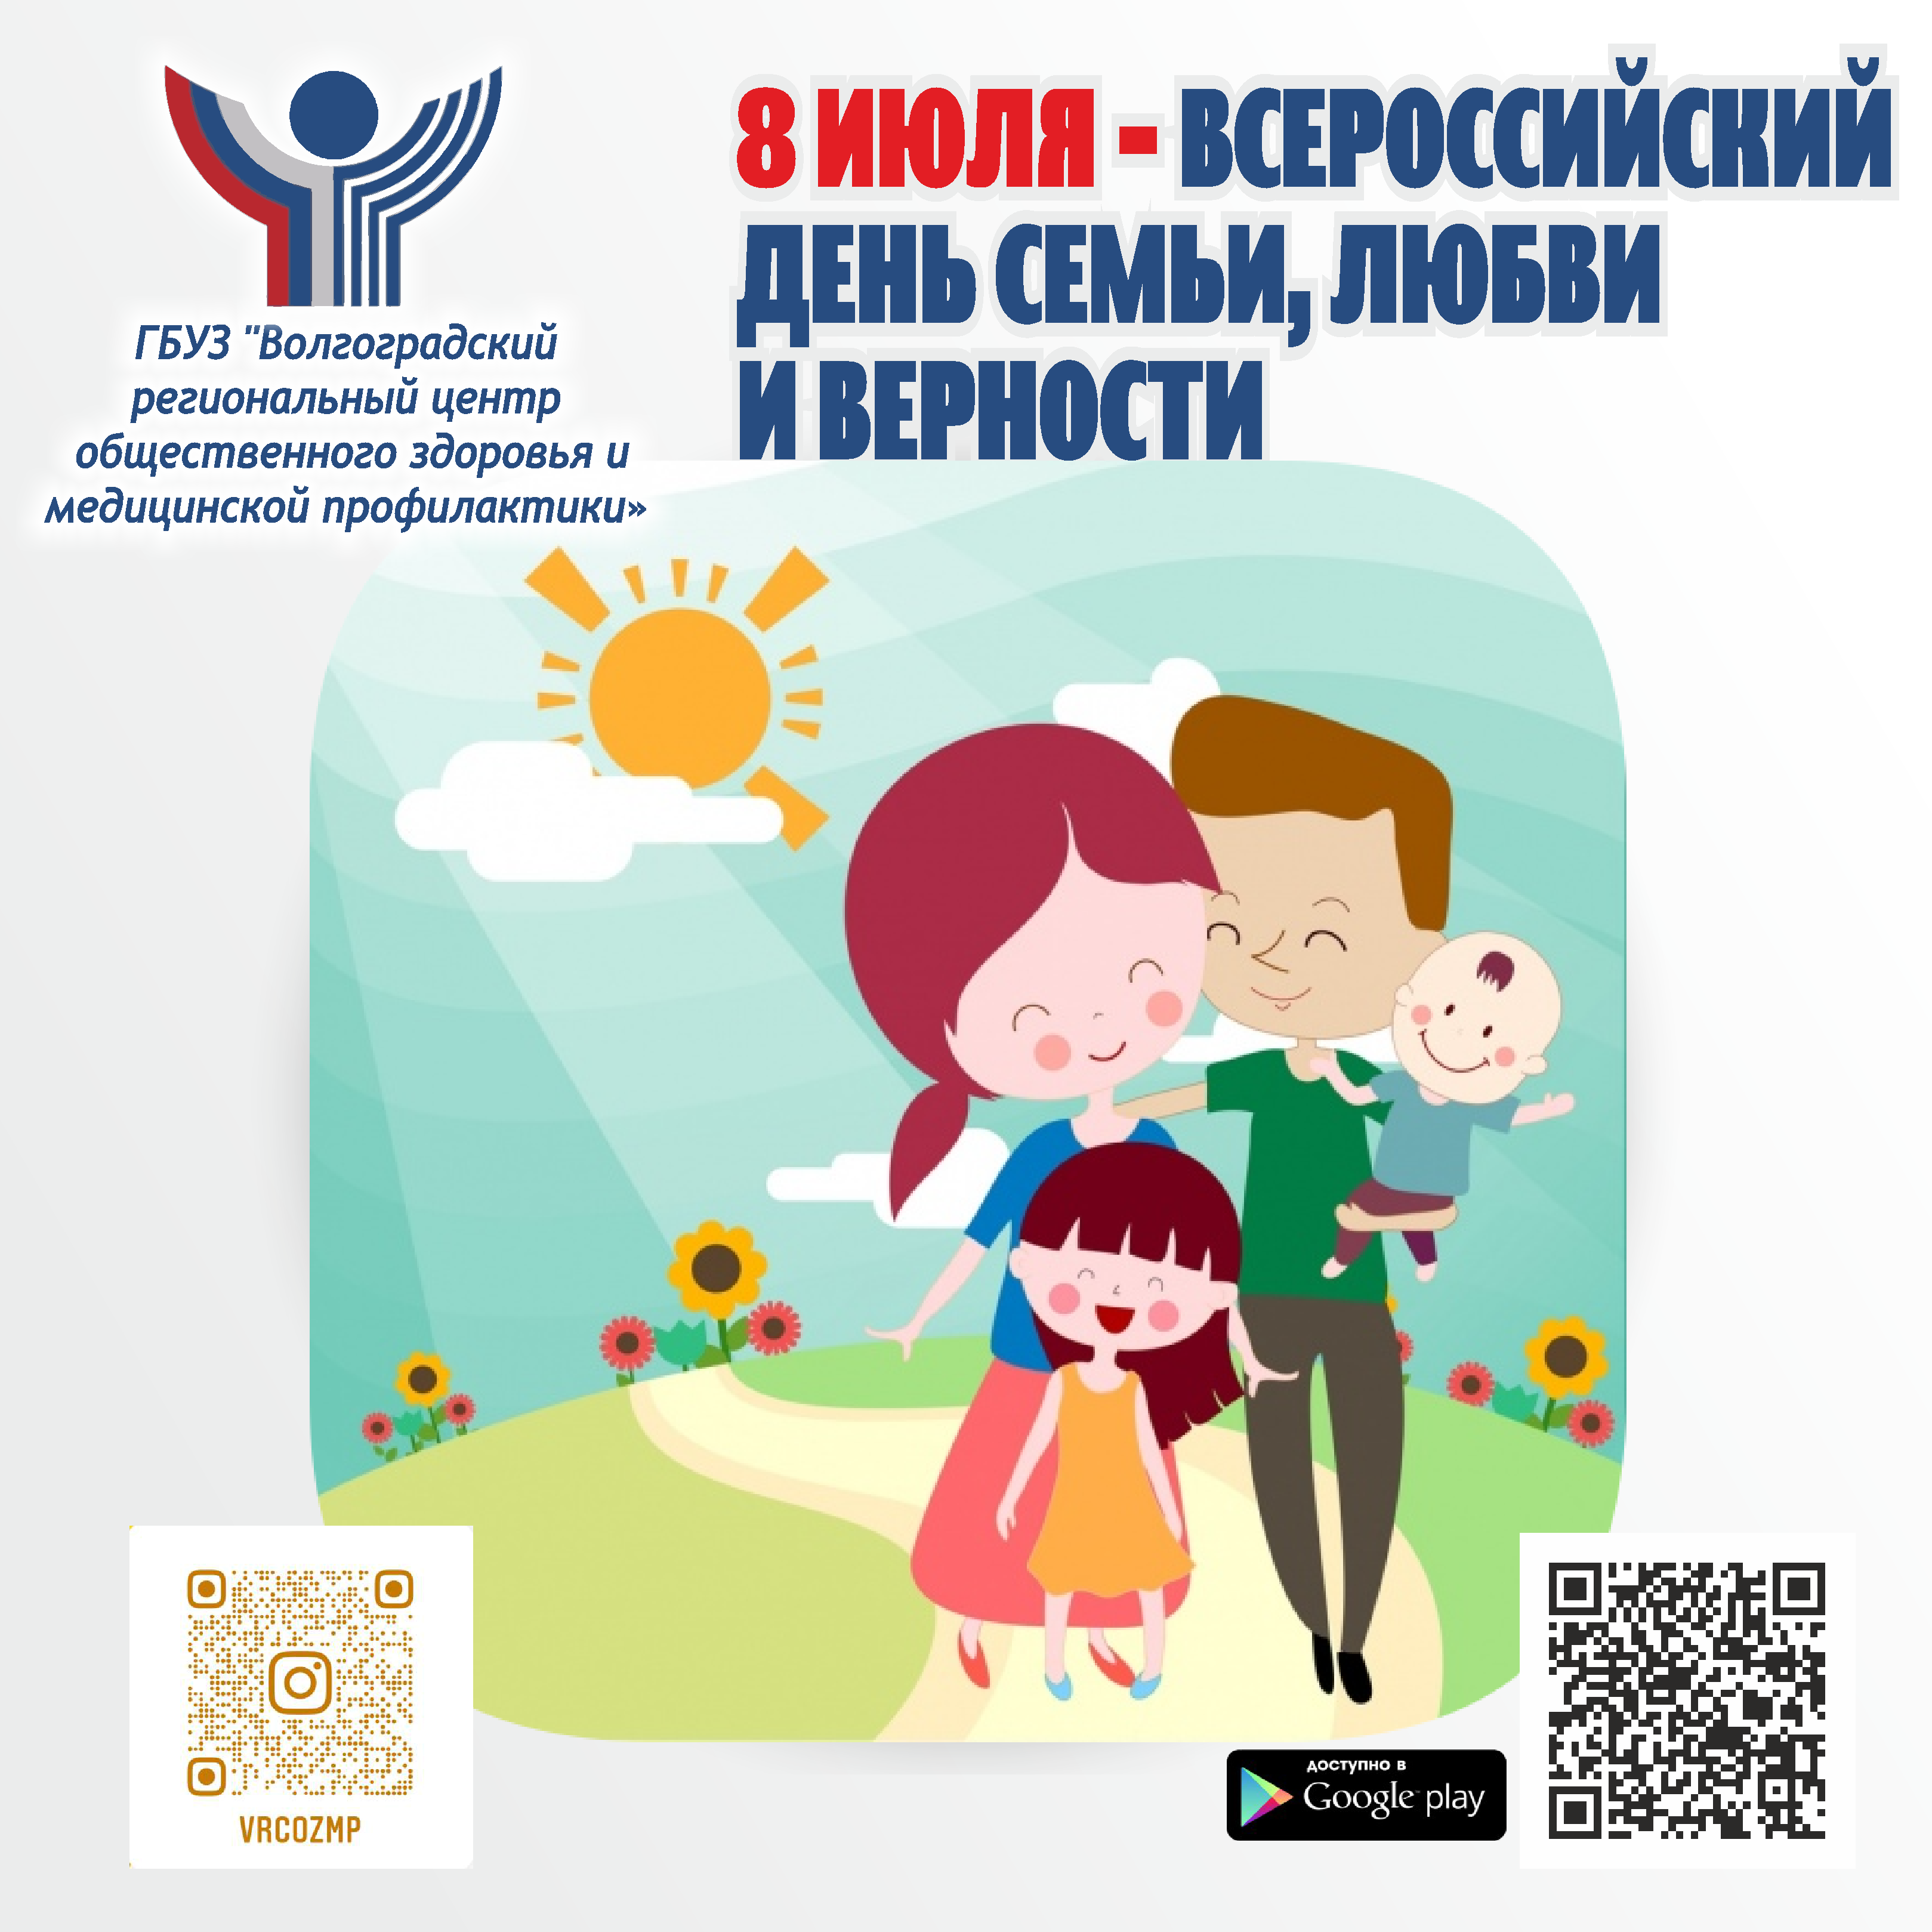 ГБУЗ "Волгоградский
региональный центр
общественного здоровья и
медицинской профилактики»
8 ИЮЛЯ - ВСЕРОССИЙСКИЙ
ДЕНЬ СЕМЬИ, ЛЮБВИ
И ВЕРНОСТИ
VRCOZMP
ДОСТУПНО В
Google play